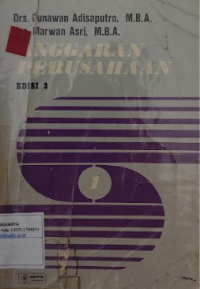 Drs. Gunawan Adisaputro, M.B.A.
Marwan Asri, M.B.A.
ANGGARAN
PERUSAHAAN
EDISI 3
1